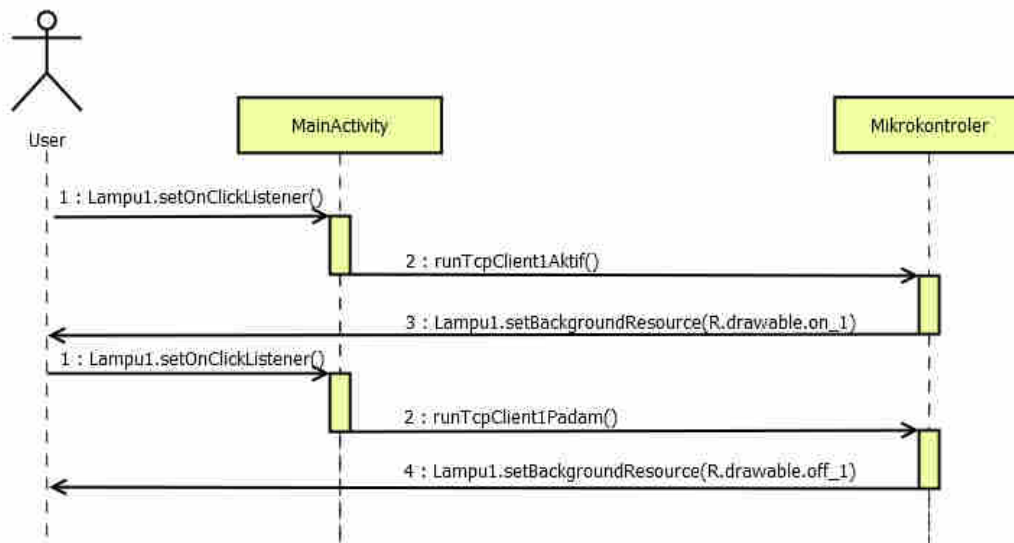 User
MainActivity
Mikrokontroler
1 : Lampu1.setOnClickListener()
2 : runTcpClient1Aktif()
3 : Lampu1.setBackgroundResource(R.drawable.on_1)
1 : Lampu1.setOnClickListener()
2 : runTcpClient1Padam()
4 : Lampu1.setBackgroundResource(R.drawable.off_1)